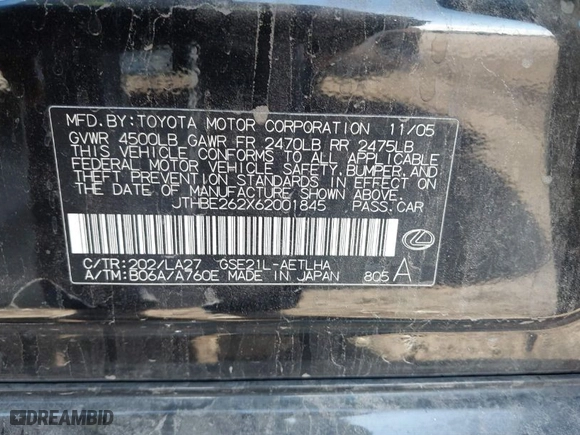 MFD. BY: TOYOTA MOTOR CORPORATION 11/05
GVWR 4500LB GAWR FR 2470LB RR 2475LB
THIS VEHICLE CONFORMS TO ALL APPLICABLE
FEDERAL MOTOR VEHICLE SAFETY, BUMPER, AND
THEFT PREVENTION STANDARDS IN EFFECT ON
THE DATE OF MANUFACTURE SHOWN ABOVE.
JTHBE262X62001845 PASS. CAR
C/TR: 202/LA27 GSE21L-AETLHA
A/TM: B06A/A760E MADE IN JAPAN 805 A
DREAMBID